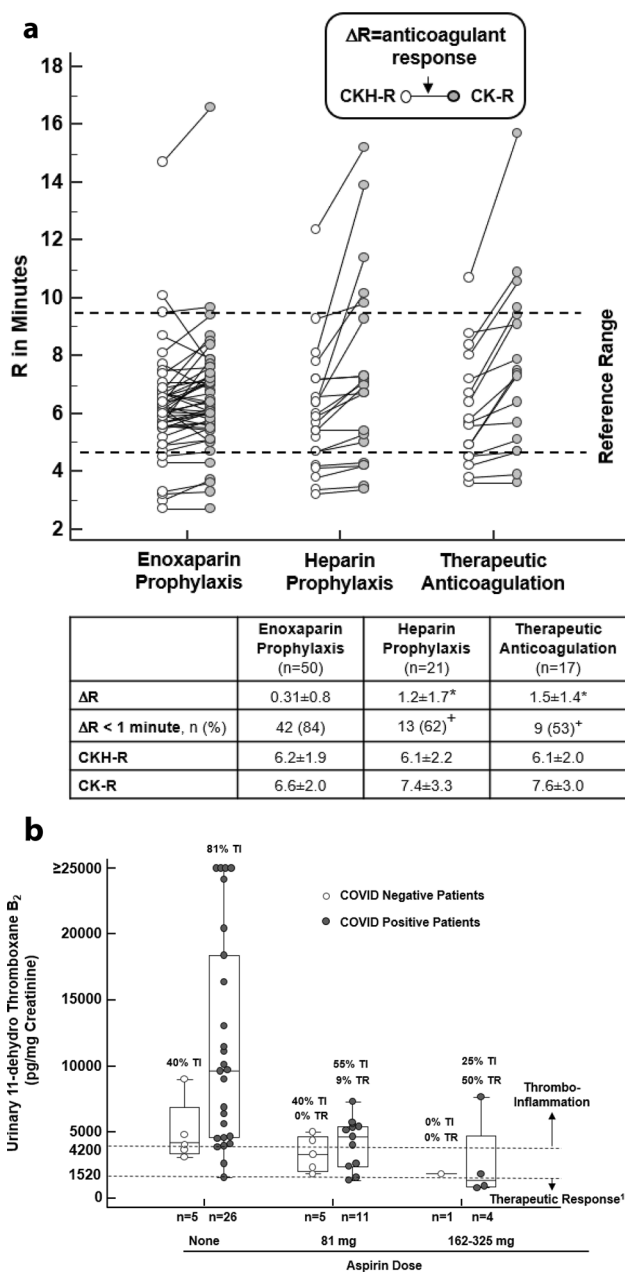 a
ΔR=anticoagulant
response
CKH-R CK-R
18
16
14
12
10
8
6
4
2
R in Minutes
Reference Range
Enoxaparin
Prophylaxis
Heparin
Prophylaxis
Therapeutic
Anticoagulation
Enoxaparin
Prophylaxis
(n=50)
Heparin
Prophylaxis
(n=21)
Therapeutic
Anticoagulation
(n=17)
ΔR 0.31±0.8 1.2±1.7* 1.5±1.4*
ΔR < 1 minute, n (%) 42 (84) 13 (62)+ 9 (53)+
CKH-R 6.2±1.9 6.1±2.2 6.1±2.0
CK-R 6.6±2.0 7.4±3.3 7.6±3.0
b
≥25000
20000
15000
10000
5000
4200
1520
0
Urinary 11-dehydro Thromboxane B2
(pg/mg Creatinine)
COVID Negative Patients
COVID Positive Patients
40% TI
81% TI
40% TI
0% TR
55% TI
9% TR
0% TI
0% TR
25% TI
50% TR
Thrombo-
Inflammation
Therapeutic Response1
n=5 n=26 n=5 n=11 n=1 n=4
None 81 mg 162-325 mg
Aspirin Dose